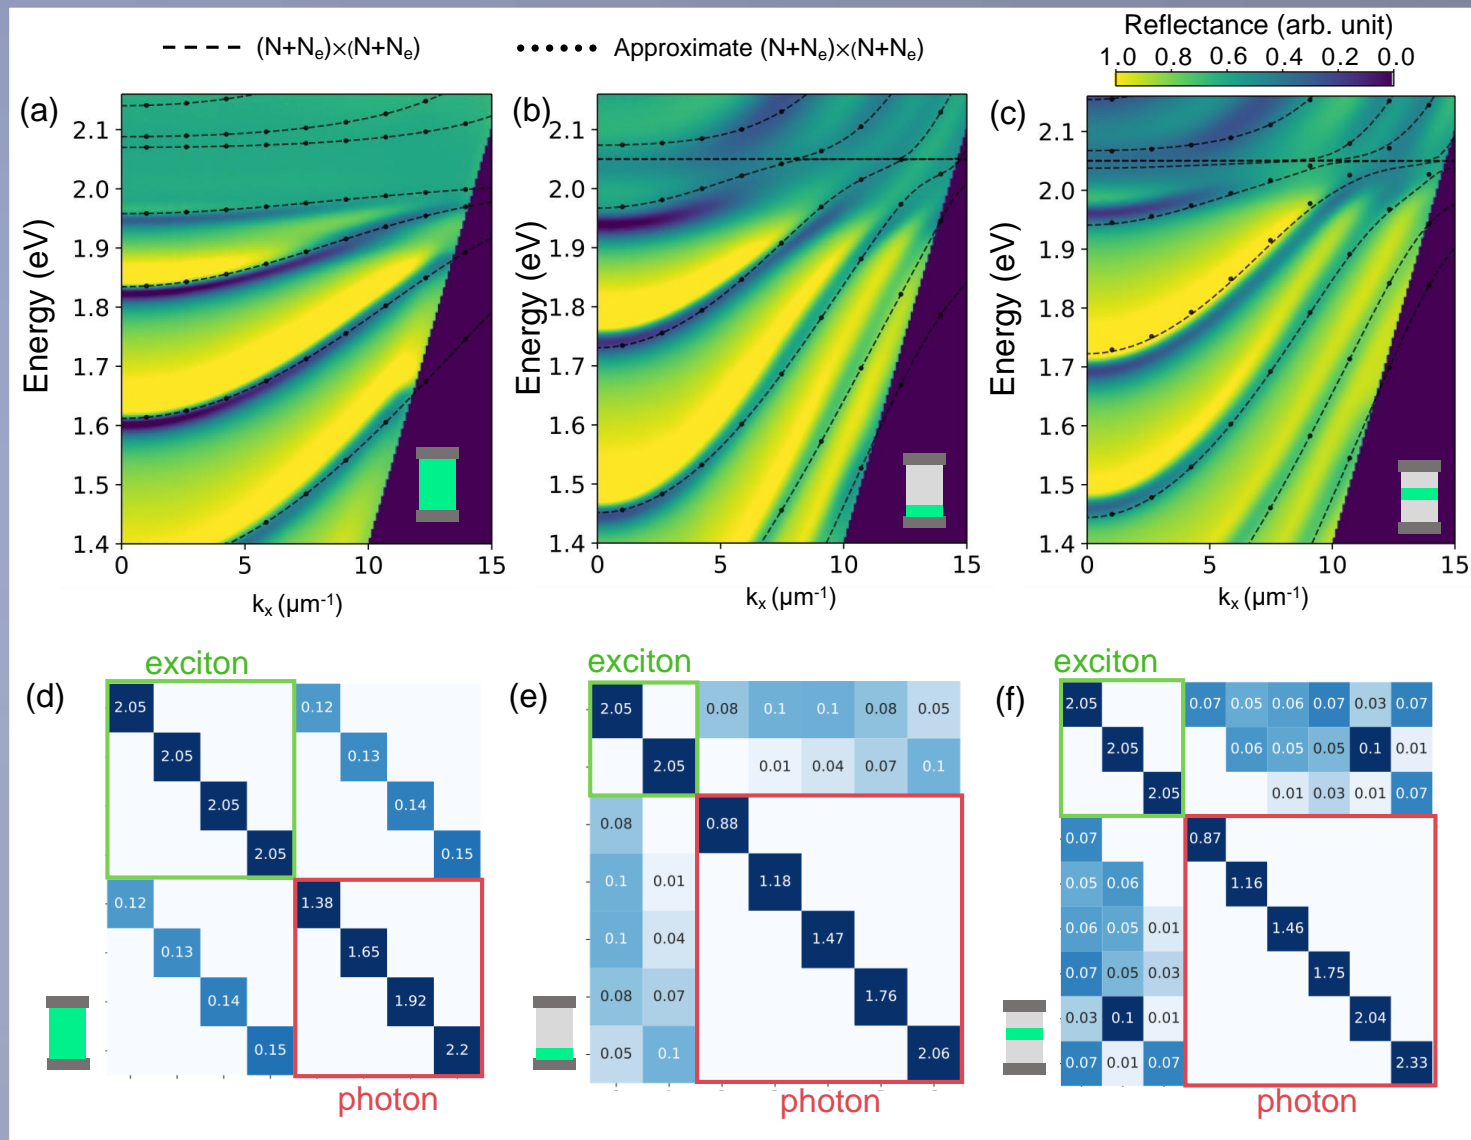 (N+Nₑ)×(N+Nₑ)
Approximate (N+Nₑ)×(N+Nₑ)
Reflectance (arb. unit)
1.0 0.8 0.6 0.4 0.2 0.0
(a)
Energy (eV)
2.1
2.0
1.9
1.8
1.7
1.6
1.5
1.4
0 5 10 15
kₓ (µm⁻¹)
(b)
Energy (eV)
2.1
2.0
1.9
1.8
1.7
1.6
1.5
1.4
0 5 10 15
kₓ (µm⁻¹)
(c)
Energy (eV)
2.1
2.0
1.9
1.8
1.7
1.6
1.5
1.4
0 5 10 15
kₓ (µm⁻¹)
(d)
exciton
2.05 0.12
2.05 0.13
2.05 0.14
2.05 0.15
0.12 1.38
0.13 1.65
0.14 1.92
0.15 2.2
photon
(e)
exciton
2.05 0.08 0.1 0.1 0.08 0.05
2.05 0.01 0.04 0.07 0.1
0.08 0.88
0.1 0.01 1.18
0.1 0.04 1.47
0.08 0.07 1.76
0.05 0.1 2.06
photon
(f)
exciton
2.05 0.07 0.05 0.06 0.07 0.03 0.07
2.05 0.06 0.05 0.05 0.1 0.01
2.05 0.01 0.03 0.01 0.07
0.07 0.87
0.05 0.06 1.16
0.06 0.05 0.01 1.46
0.07 0.05 0.03 1.75
0.03 0.1 0.01 2.04
0.07 0.01 0.07 2.33
photon